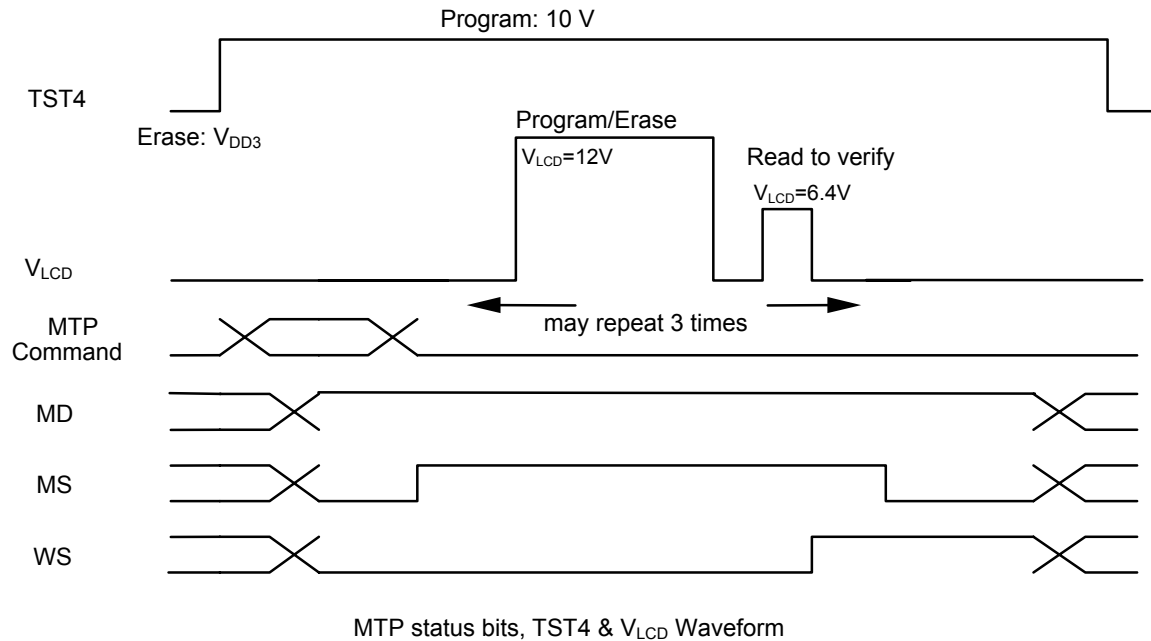 Program: 10 V
TST4
Erase: VDD3
Program/Erase
VLCD=12V
Read to verify
VLCD=6.4V
VLCD
may repeat 3 times
MTP
Command
MD
MS
WS
MTP status bits, TST4 & VLCD Waveform